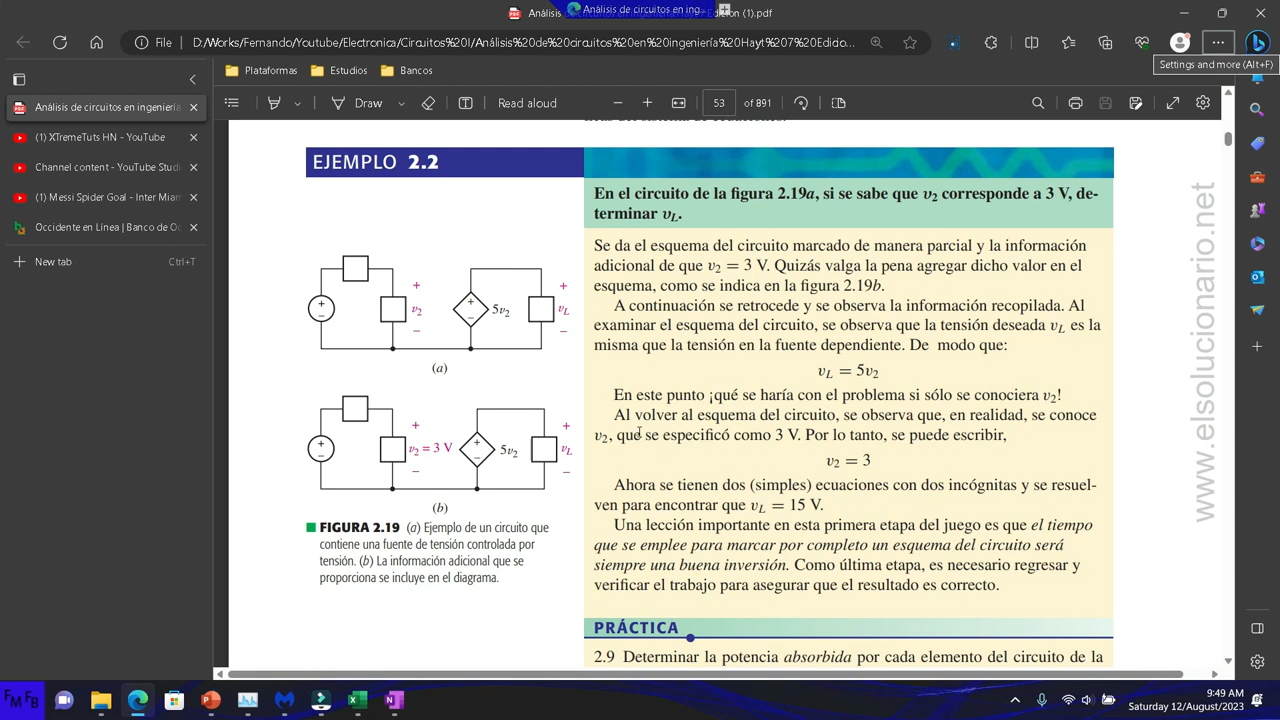 Análisis de circuitos en ingeniería Hayt 7 Edicion (1).pdf
Análisis de circuitos en ing...
File
D:/Works/Fernando/Youtube/Electronica/Circuitos%20I/Análisis%20de%20circuitos%20en%20ingeniería%20Hayt%207%20Edicio...
Settings and more (Alt+F)
Plataformas
Estudios
Bancos
Análisis de circuitos en ingeniería
(1) XTremeTuts HN - YouTube
Channel content - YouTube Stud
(1) Messi Spider Goal - Inter Miam
Occidente en Línea | Banco de Oc
New tab
Ctrl+T
Draw
Read aloud
53 of 891
EJEMPLO 2.2
En el circuito de la figura 2.19a, si se sabe que v2 corresponde a 3 V, de-
terminar vL.
Se da el esquema del circuito marcado de manera parcial y la información
adicional de que v2 = 3 V. Quizás valga la pena agregar dicho valor en el
esquema, como se indica en la figura 2.19b.
A continuación se retrocede y se observa la información recopilada. Al
examinar el esquema del circuito, se observa que la tensión deseada vL es la
misma que la tensión en la fuente dependiente. De modo que:
vL = 5v2
En este punto ¡qué se haría con el problema si sólo se conociera v2!
Al volver al esquema del circuito, se observa que, en realidad, se conoce
v2, que se especificó como 3 V. Por lo tanto, se puede escribir,
v2 = 3
Ahora se tienen dos (simples) ecuaciones con dos incógnitas y se resuel-
ven para encontrar que vL = 15 V.
Una lección importante en esta primera etapa del juego es que el tiempo
que se emplee para marcar por completo un esquema del circuito será
siempre una buena inversión. Como última etapa, es necesario regresar y
verificar el trabajo para asegurar que el resultado es correcto.
+ v2 −
+ −
+ − 5v2
+ vL −
(a)
+ v2 = 3 V −
+ −
+ − 5v2
+ vL −
(b)
FIGURA 2.19 (a) Ejemplo de un circuito que
contiene una fuente de tensión controlada por
tensión. (b) La información adicional que se
proporciona se incluye en el diagrama.
PRÁCTICA
2.9 Determinar la potencia absorbida por cada elemento del circuito de la
www.elsolucionario.net
FM FB
9:49 AM
Saturday 12/August/2023